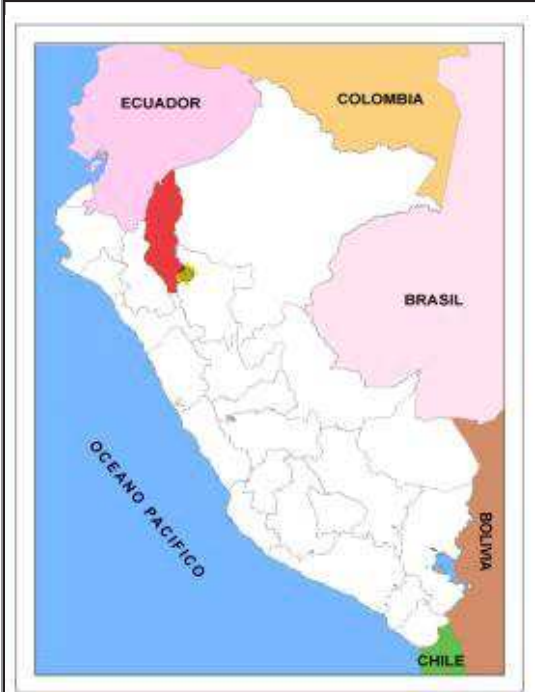 ECUADOR
COLOMBIA
BRASIL
OCEANO PACIFICO
BOLIVIA
CHILE